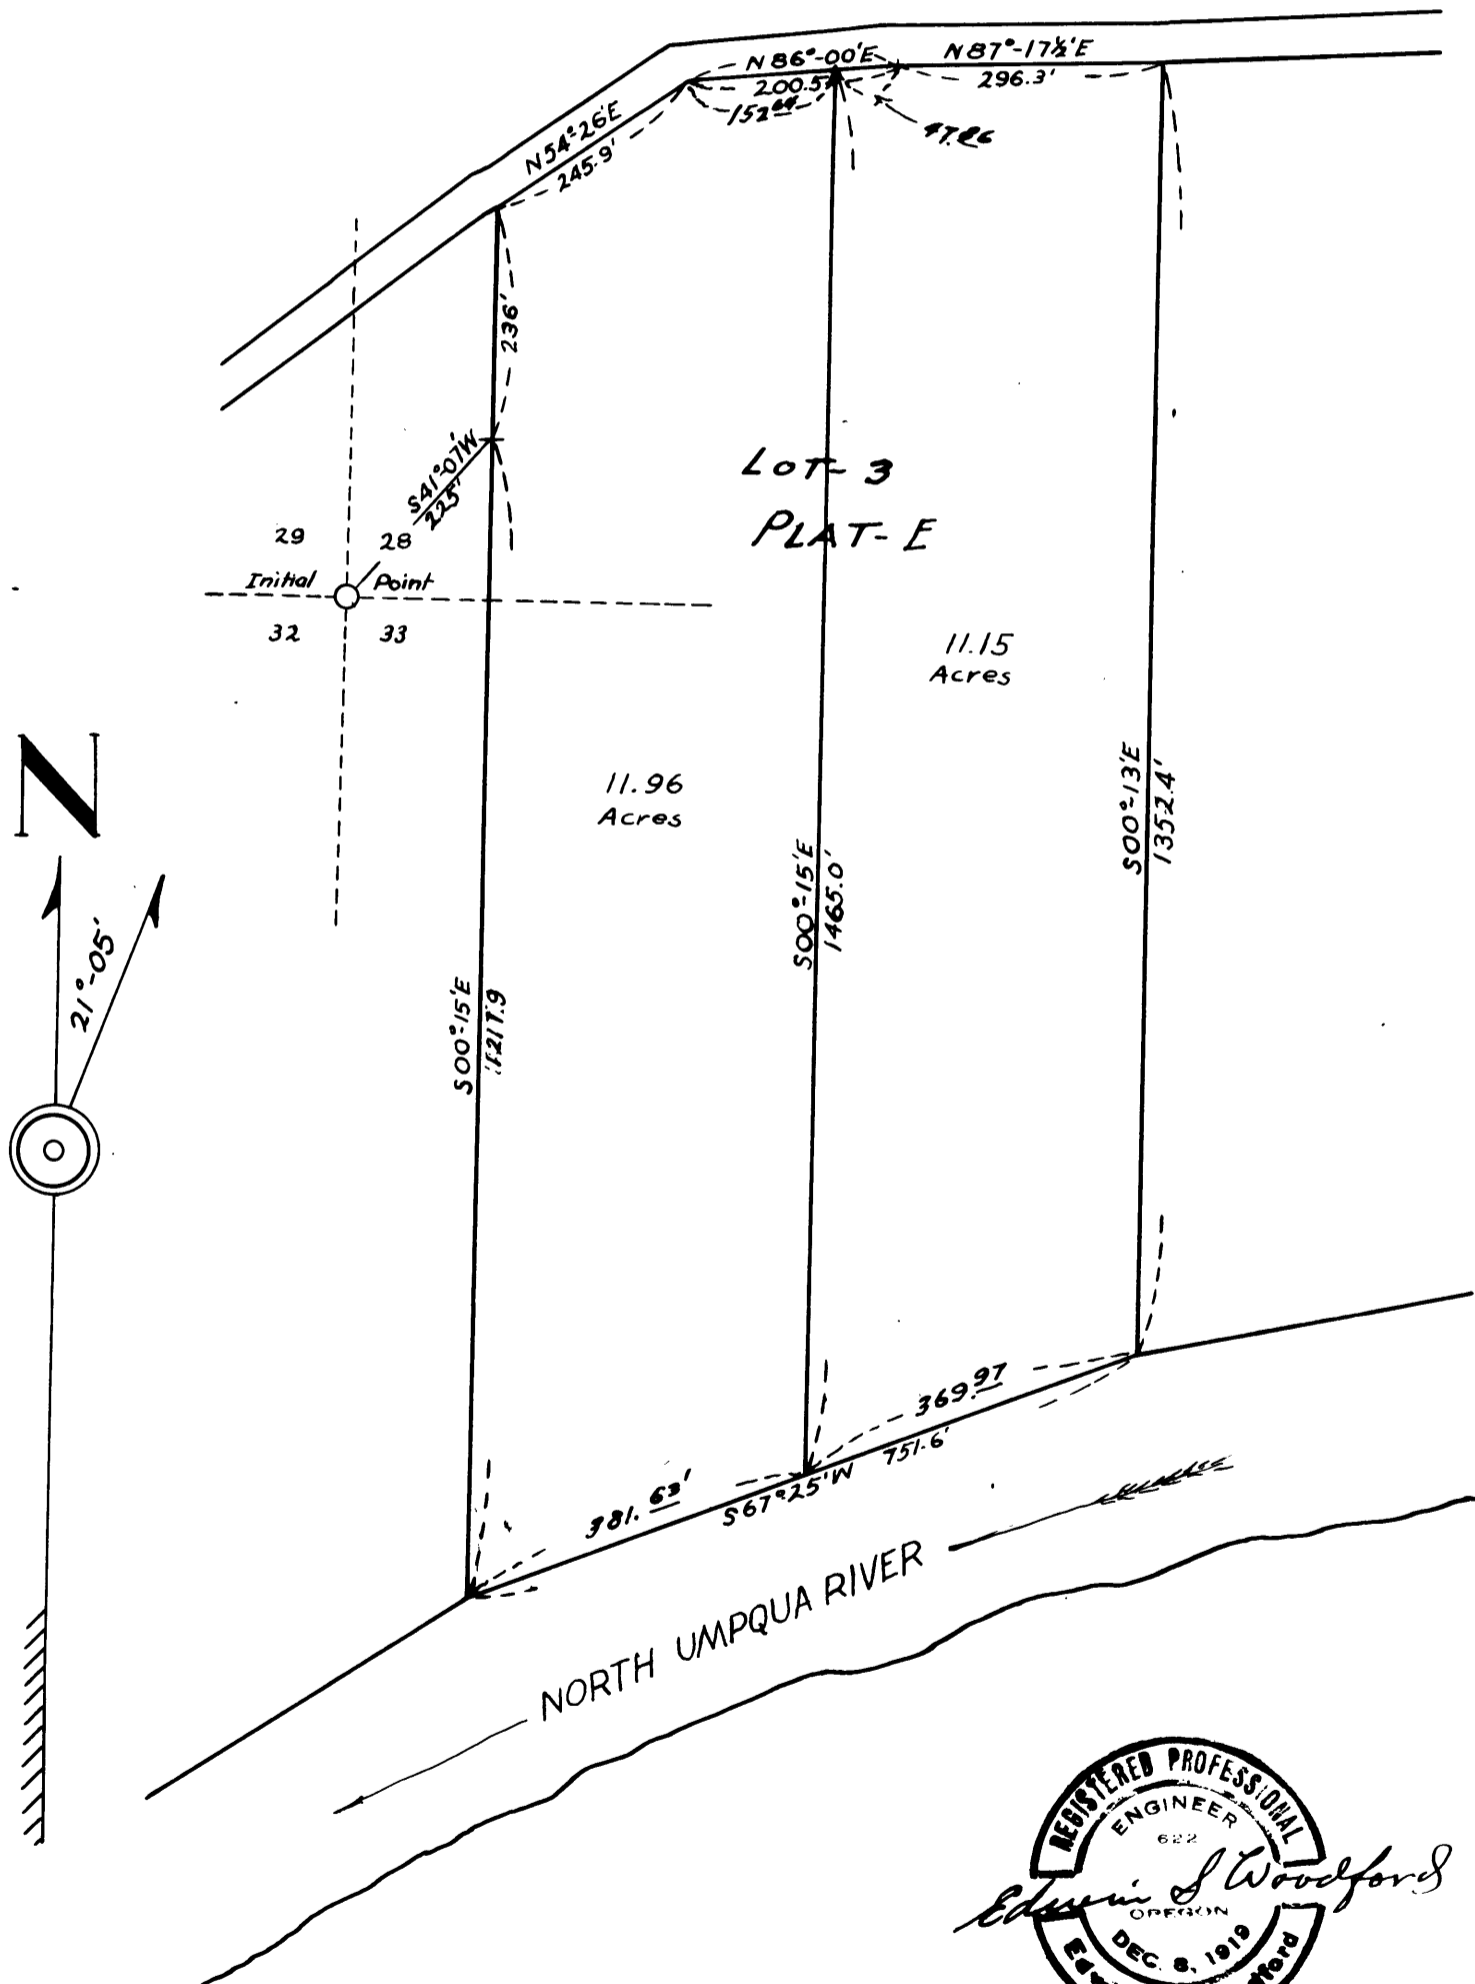 N86°-00'E
N87°-17½'E
200.5'
296.3'
152.64
47.86
N54°-26'E
245.9'
236'
S41°-07'W
225'
LOT-3
PLAT-E
29
28
Initial Point
32
33
11.15
Acres
11.96
Acres
N
21°-05'
S00°-13'E
1352.4'
S00°-15'E
1465.0'
S00°-15'E
1217.9
369.97
751.6'
381.63'
S67°25'W
NORTH UMPQUA RIVER
REGISTERED PROFESSIONAL
ENGINEER
622
Edwin S Woodford
OREGON
DEC. 8, 1919